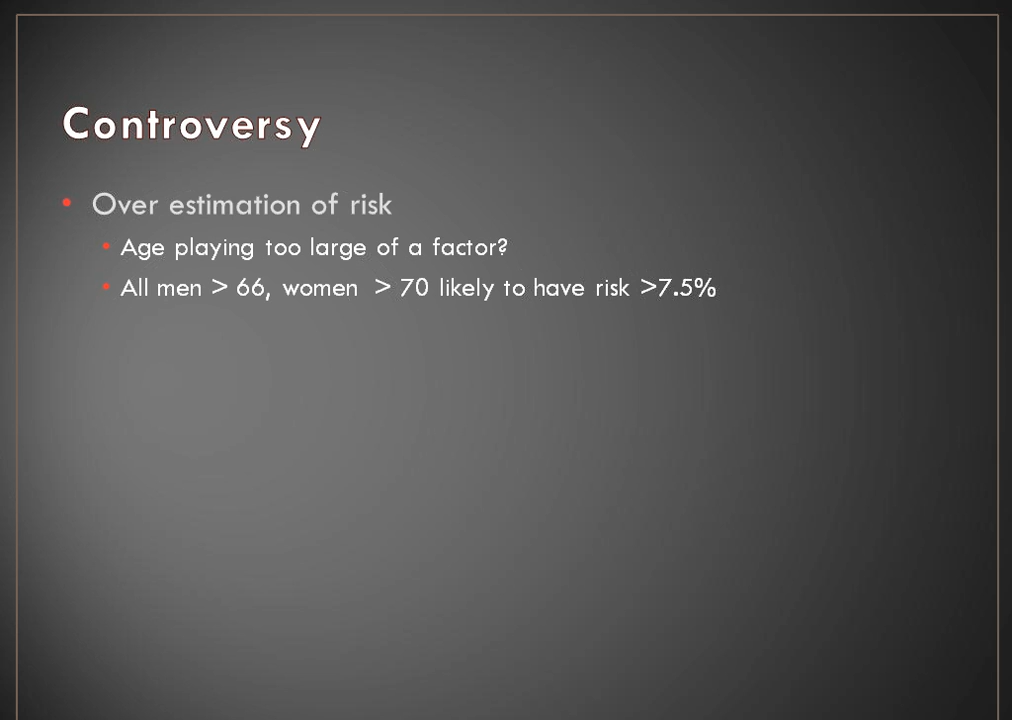 Controversy
• Over estimation of risk
• Age playing too large of a factor?
• All men > 66, women > 70 likely to have risk >7.5%